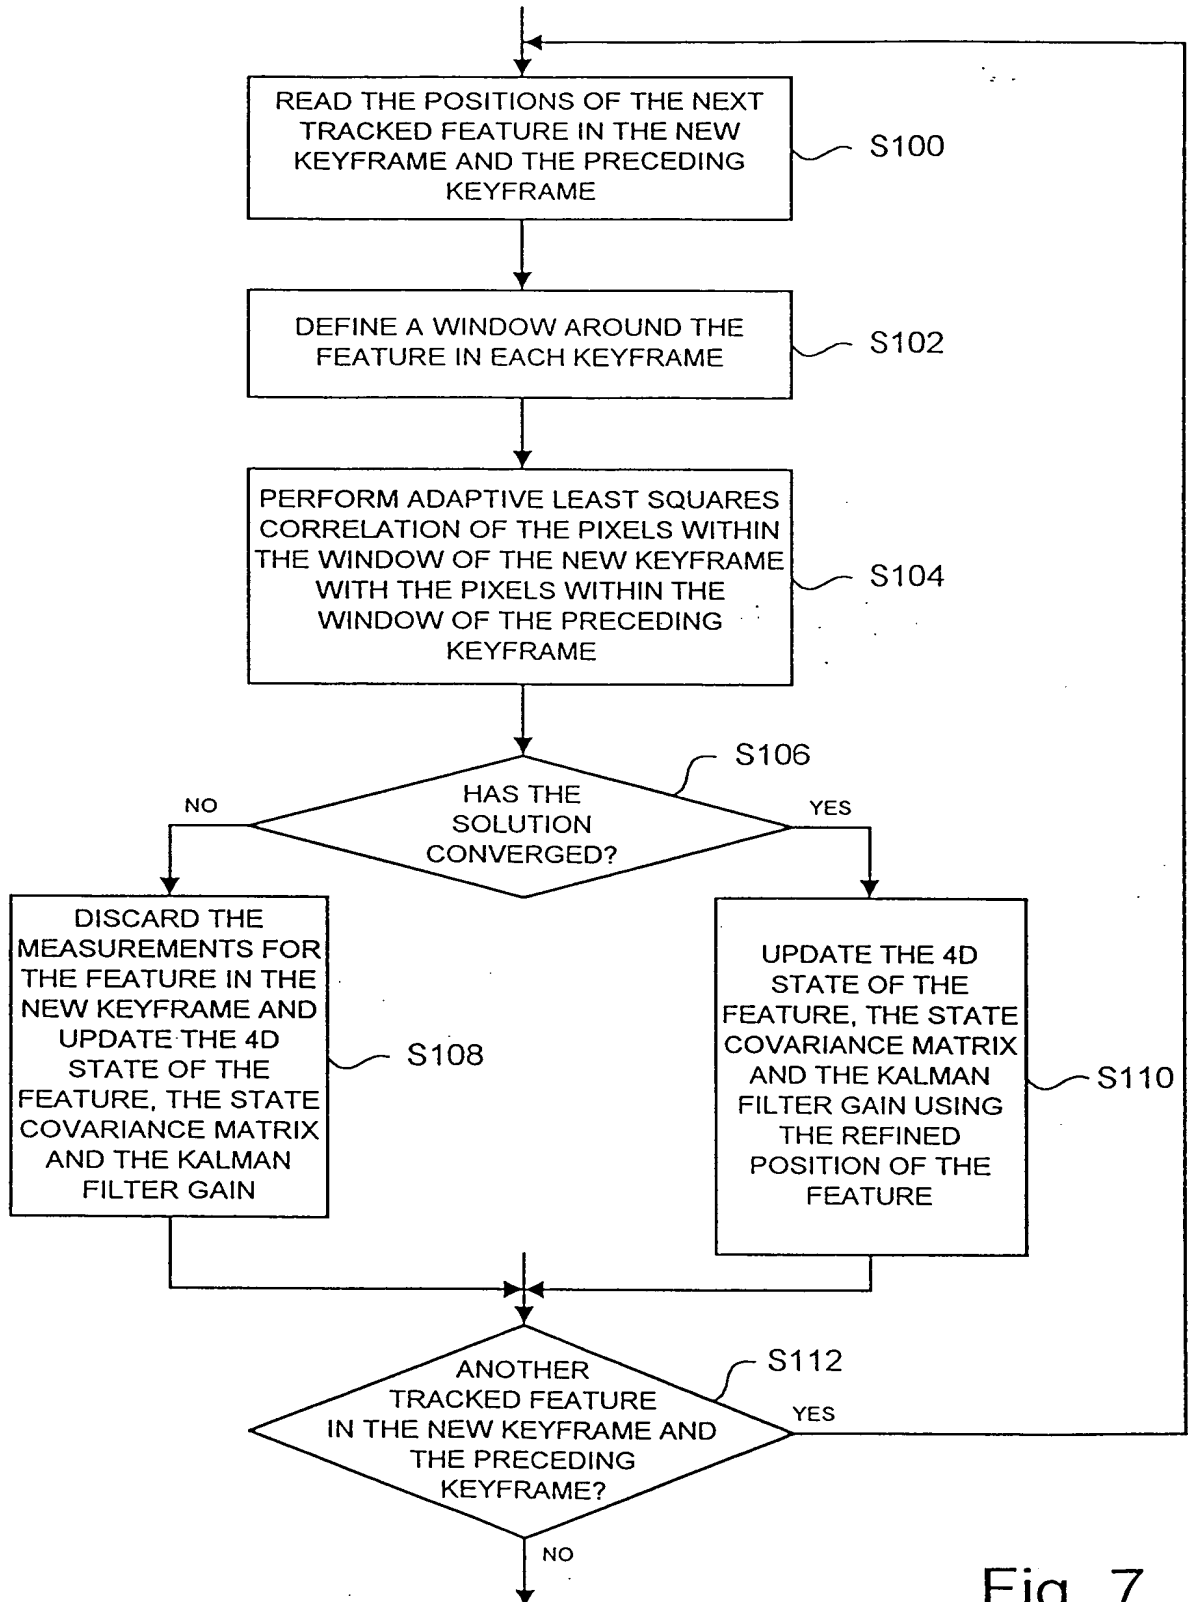 READ THE POSITIONS OF THE NEXT
TRACKED FEATURE IN THE NEW
KEYFRAME AND THE PRECEDING
KEYFRAME
S100
DEFINE A WINDOW AROUND THE
FEATURE IN EACH KEYFRAME
S102
PERFORM ADAPTIVE LEAST SQUARES
CORRELATION OF THE PIXELS WITHIN
THE WINDOW OF THE NEW KEYFRAME
WITH THE PIXELS WITHIN THE
WINDOW OF THE PRECEDING
KEYFRAME
S104
HAS THE
SOLUTION
CONVERGED?
S106
NO
YES
DISCARD THE
MEASUREMENTS FOR
THE FEATURE IN THE
NEW KEYFRAME AND
UPDATE THE 4D
STATE OF THE
FEATURE, THE STATE
COVARIANCE MATRIX
AND THE KALMAN
FILTER GAIN
S108
UPDATE THE 4D
STATE OF THE
FEATURE, THE STATE
COVARIANCE MATRIX
AND THE KALMAN
FILTER GAIN USING
THE REFINED
POSITION OF THE
FEATURE
S110
ANOTHER
TRACKED FEATURE
IN THE NEW KEYFRAME AND
THE PRECEDING
KEYFRAME?
S112
YES
NO
Fig. 7